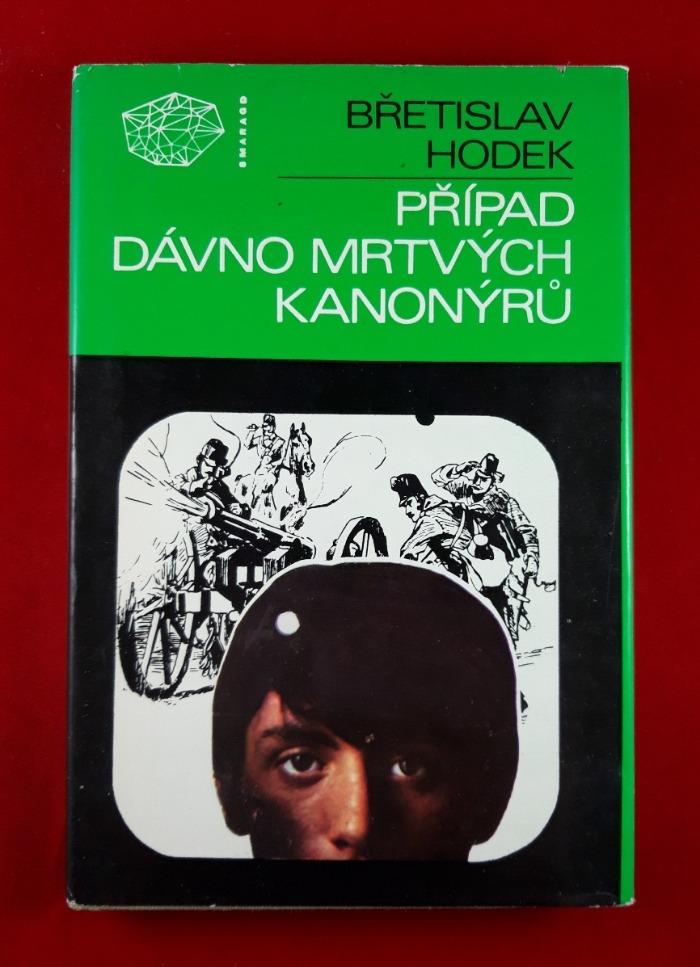 SMARAGD
BŘETISLAV
HODEK
PŘÍPAD
DÁVNO MRTVÝCH
KANONÝRŮ